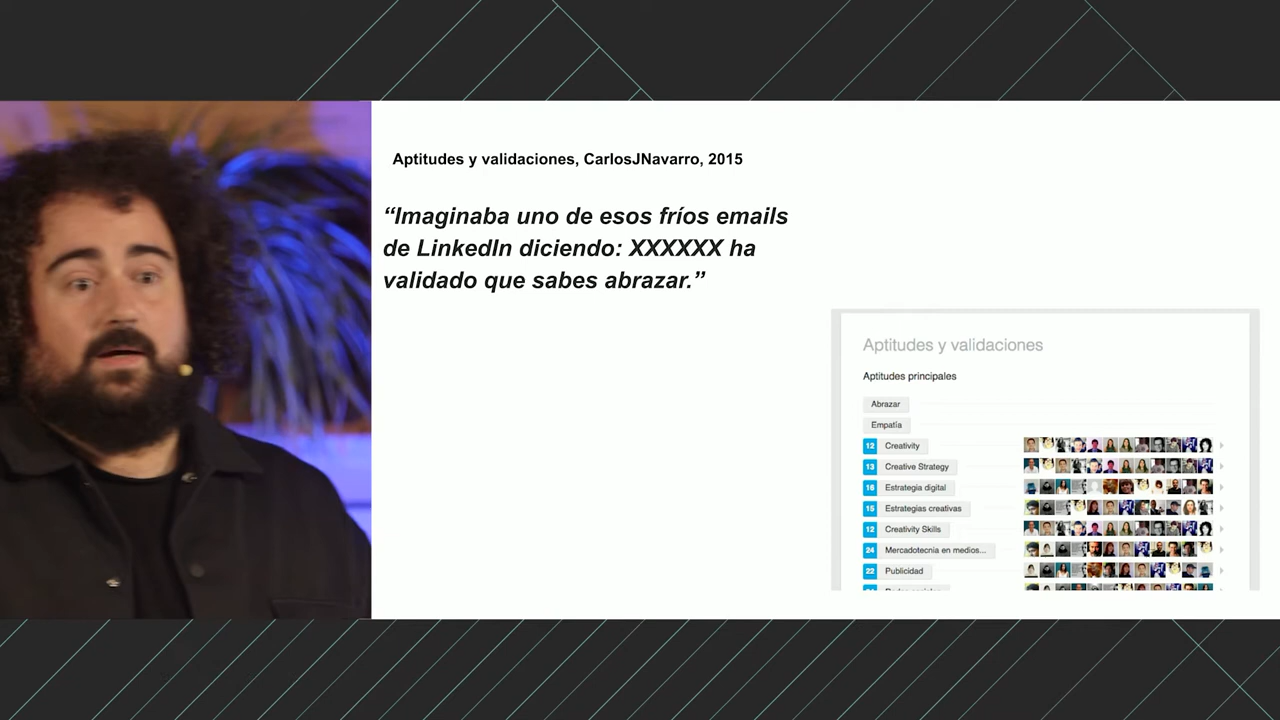 Aptitudes y validaciones, CarlosJNavarro, 2015
“Imaginaba uno de esos fríos emails
de LinkedIn diciendo: XXXXXX ha
validado que sabes abrazar.”
Aptitudes y validaciones
Aptitudes principales
Abrazar
Empatía
12 Creativity
13 Creative Strategy
16 Estrategia digital
15 Estrategias creativas
12 Creativity Skills
24 Mercadotecnia en medios...
22 Publicidad